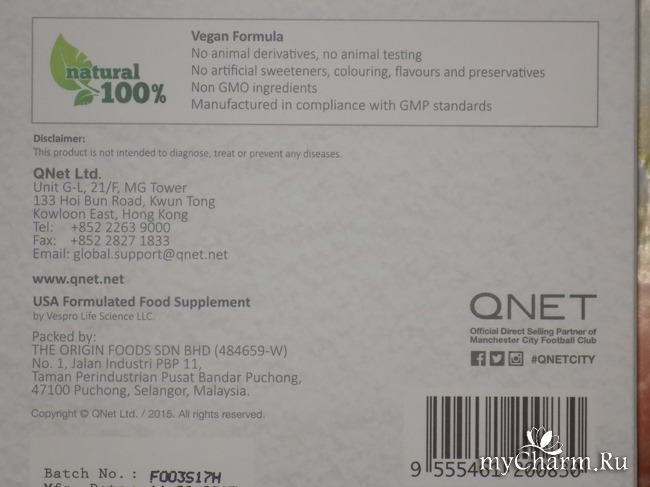 natural
100%
Vegan Formula
No animal derivatives, no animal testing
No artificial sweeteners, colouring, flavours and preservatives
Non GMO ingredients
Manufactured in compliance with GMP standards
Disclaimer:
This product is not intended to diagnose, treat or prevent any diseases.
QNet Ltd.
Unit G-L, 21/F, MG Tower
133 Hoi Bun Road, Kwun Tong
Kowloon East, Hong Kong
Tel: +852 2263 9000
Fax: +852 2827 1833
Email: global.support@qnet.net
www.qnet.net
USA Formulated Food Supplement
by Vespro Life Science LLC.
Packed by:
THE ORIGIN FOODS SDN BHD (484659-W)
No. 1, Jalan Industri PBP 11,
Taman Perindustrian Pusat Bandar Puchong,
47100 Puchong, Selangor, Malaysia.
Copyright © QNet Ltd. / 2015. All rights reserved.
QNET
Official Direct Selling Partner of
Manchester City Football Club
#QNETCITY
Batch No.: F003S17H
myCharm.Ru